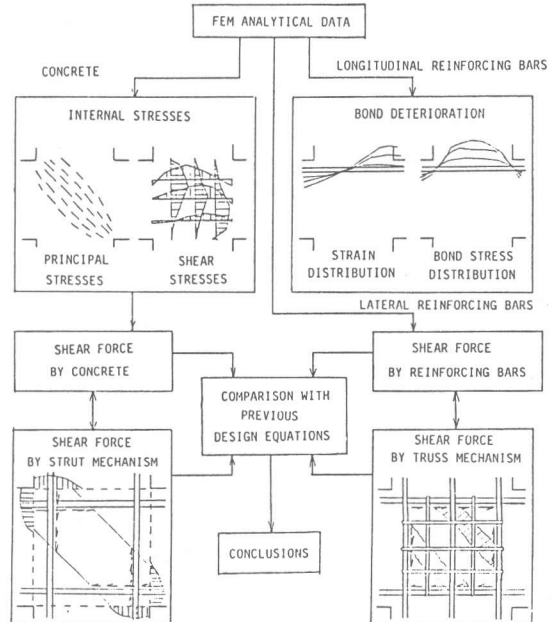 FEM ANALYTICAL DATA
CONCRETE
LONGITUDINAL REINFORCING BARS
INTERNAL STRESSES
PRINCIPAL
STRESSES
SHEAR
STRESSES
BOND DETERIORATION
STRAIN
DISTRIBUTION
BOND STRESS
DISTRIBUTION
LATERAL REINFORCING BARS
SHEAR FORCE
BY CONCRETE
SHEAR FORCE
BY REINFORCING BARS
COMPARISON WITH
PREVIOUS
DESIGN EQUATIONS
SHEAR FORCE
BY STRUT MECHANISM
SHEAR FORCE
BY TRUSS MECHANISM
CONCLUSIONS